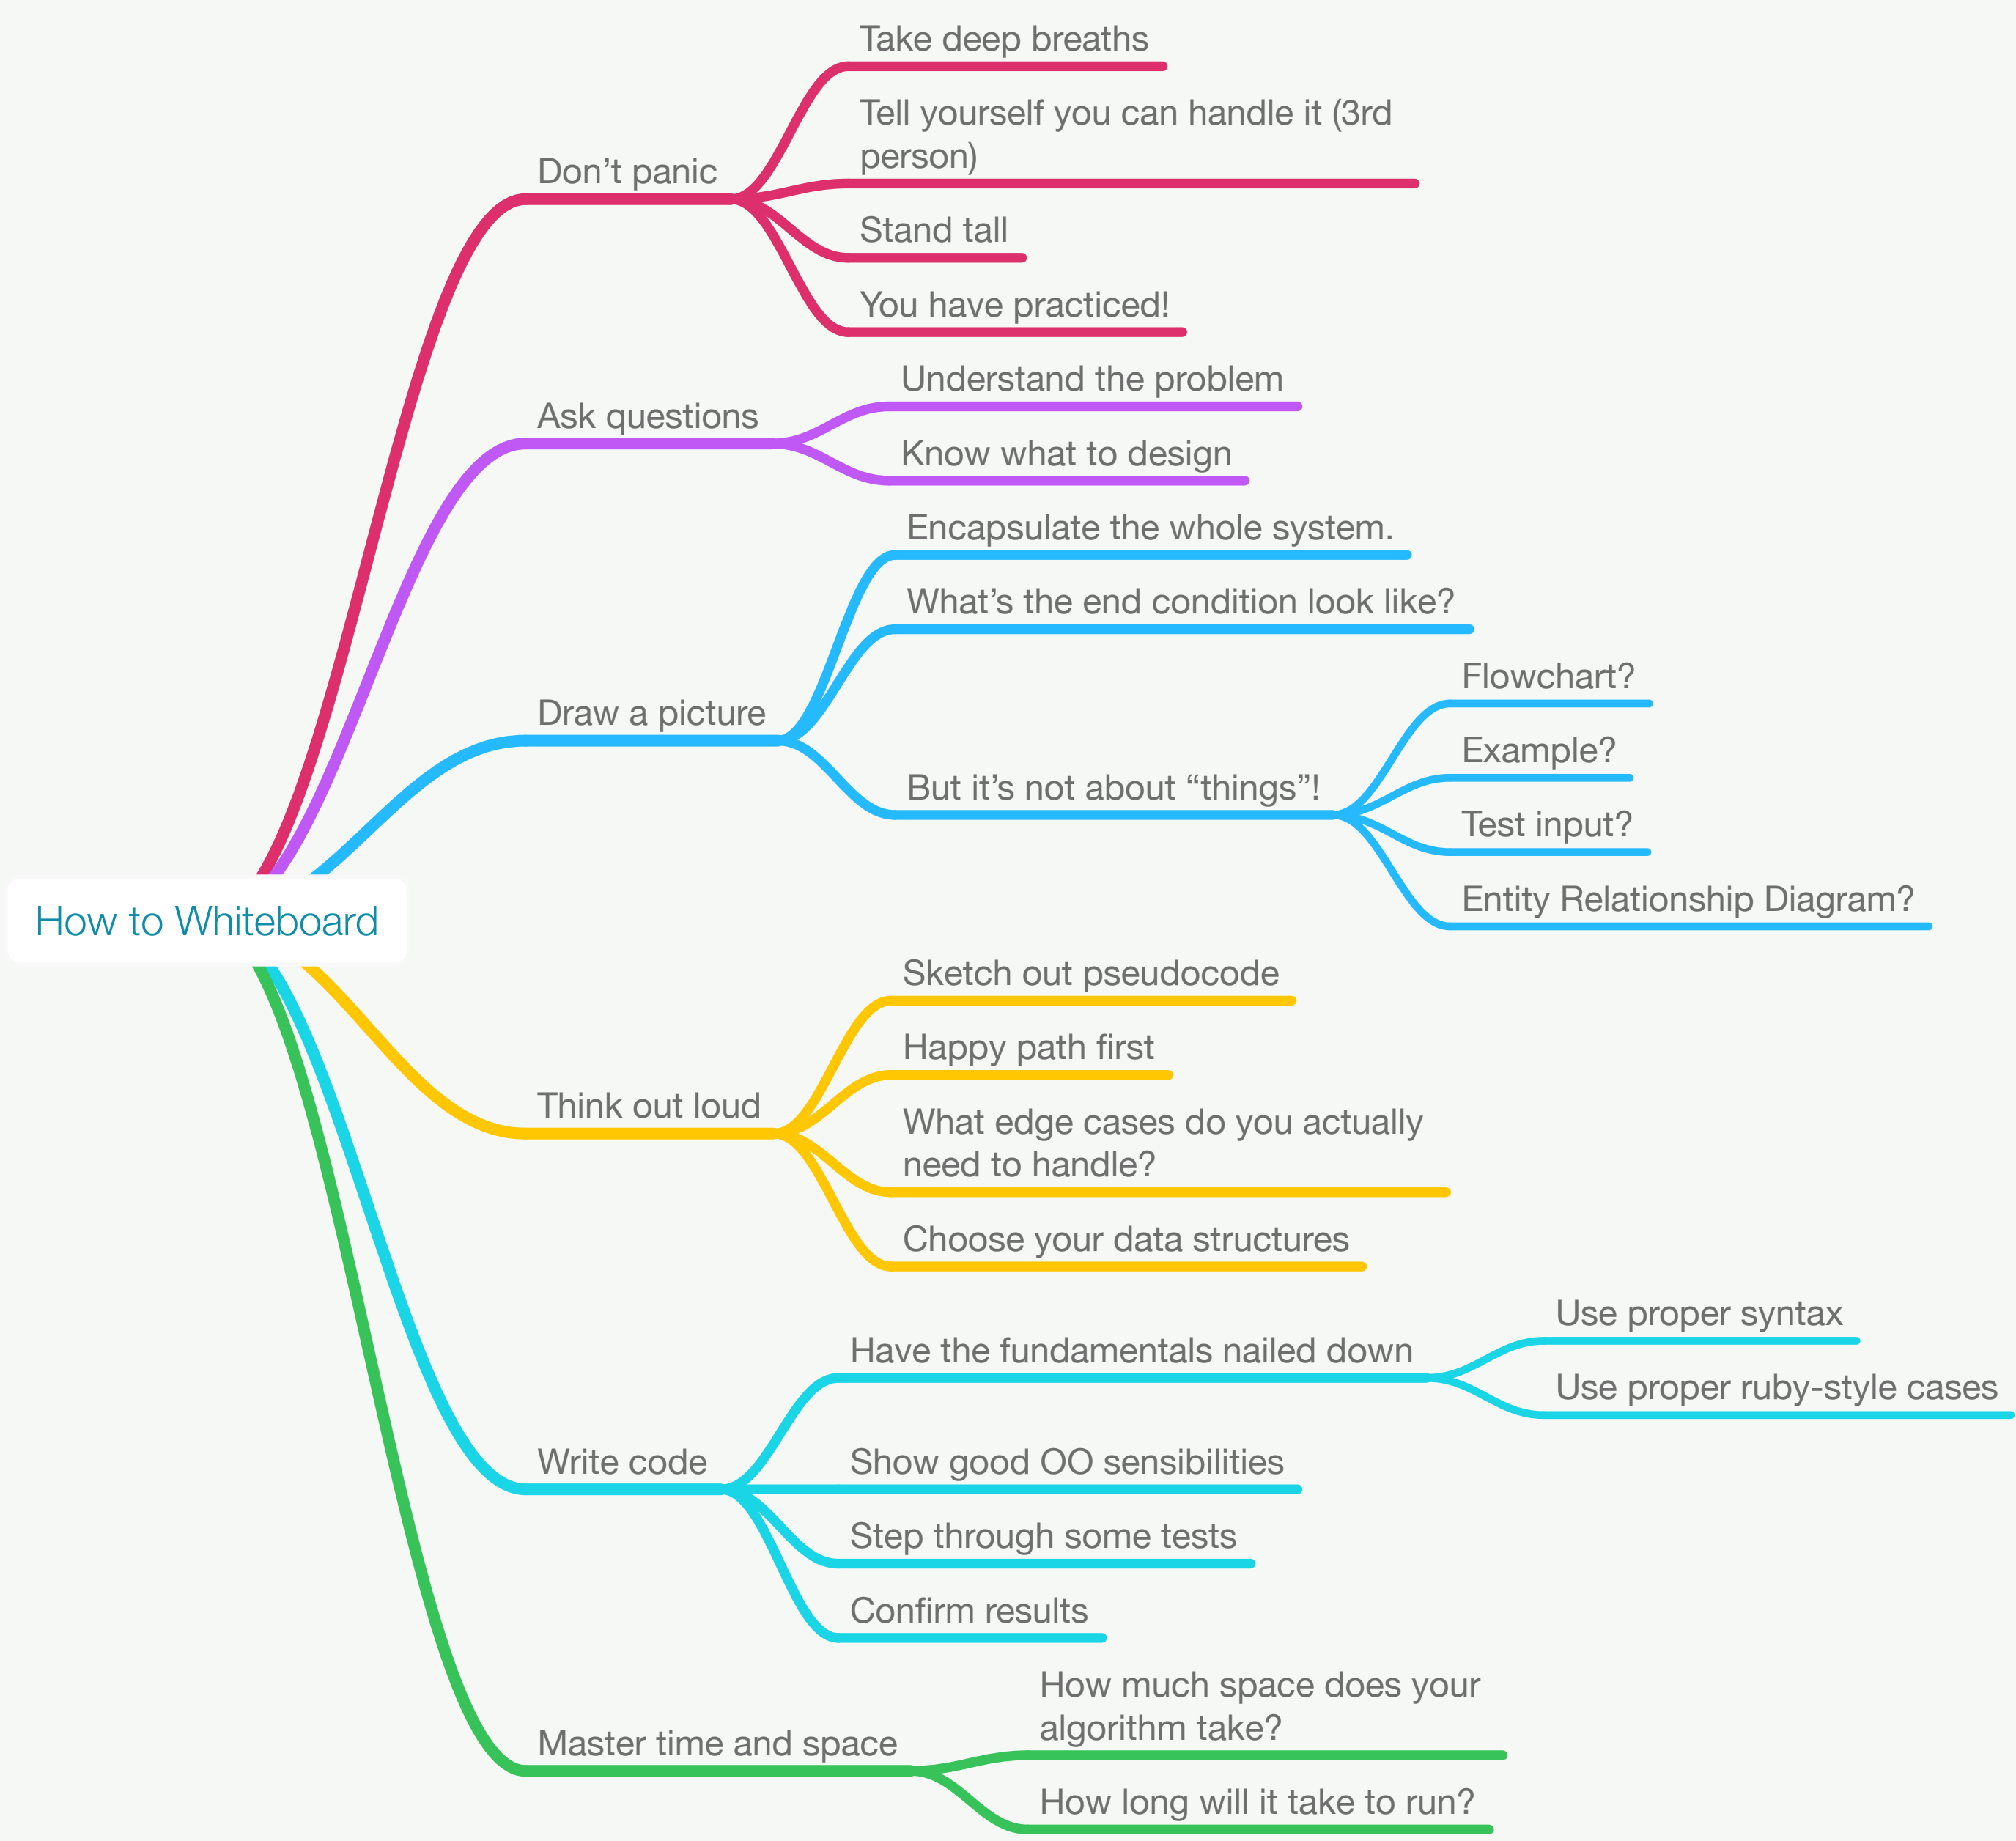 Take deep breaths
Tell yourself you can handle it (3rd
person)
Don’t panic
Stand tall
You have practiced!
Understand the problem
Ask questions
Know what to design
Encapsulate the whole system.
What’s the end condition look like?
Flowchart?
Draw a picture
Example?
But it’s not about “things”!
Test input?
Entity Relationship Diagram?
How to Whiteboard
Sketch out pseudocode
Happy path first
Think out loud
What edge cases do you actually
need to handle?
Choose your data structures
Use proper syntax
Have the fundamentals nailed down
Use proper ruby-style cases
Write code
Show good OO sensibilities
Step through some tests
Confirm results
How much space does your
algorithm take?
Master time and space
How long will it take to run?